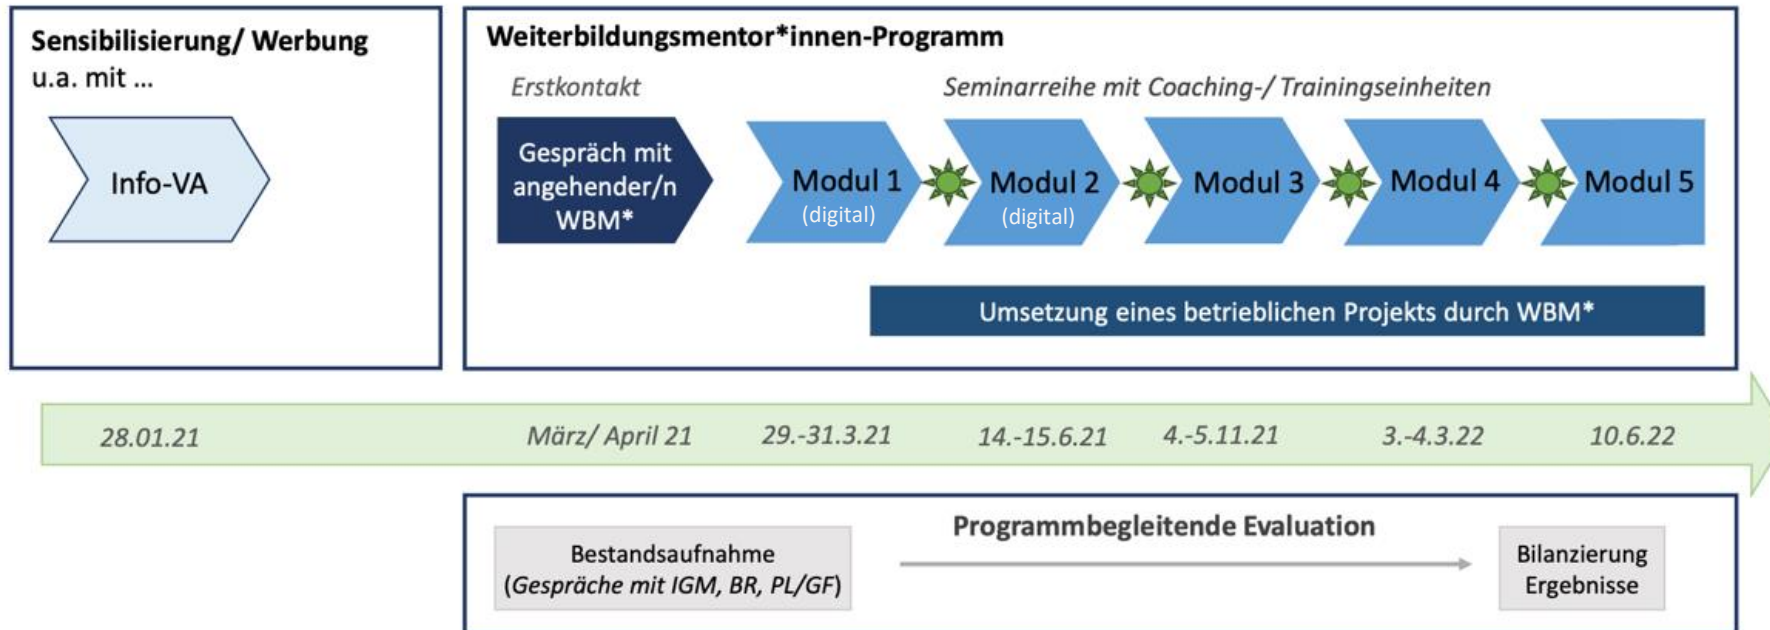 Sensibilisierung/ Werbung
u.a. mit ...
Info-VA
Weiterbildungsmentor*innen-Programm
Erstkontakt
Seminarreihe mit Coaching-/ Trainingseinheiten
Gespräch mit
angehender/n
WBM*
Modul 1
(digital)
Modul 2
(digital)
Modul 3
Modul 4
Modul 5
Umsetzung eines betrieblichen Projekts durch WBM*
28.01.21
März/ April 21
29.-31.3.21
14.-15.6.21
4.-5.11.21
3.-4.3.22
10.6.22
Programmbegleitende Evaluation
Bestandsaufnahme
(Gespräche mit IGM, BR, PL/GF)
Bilanzierung
Ergebnisse